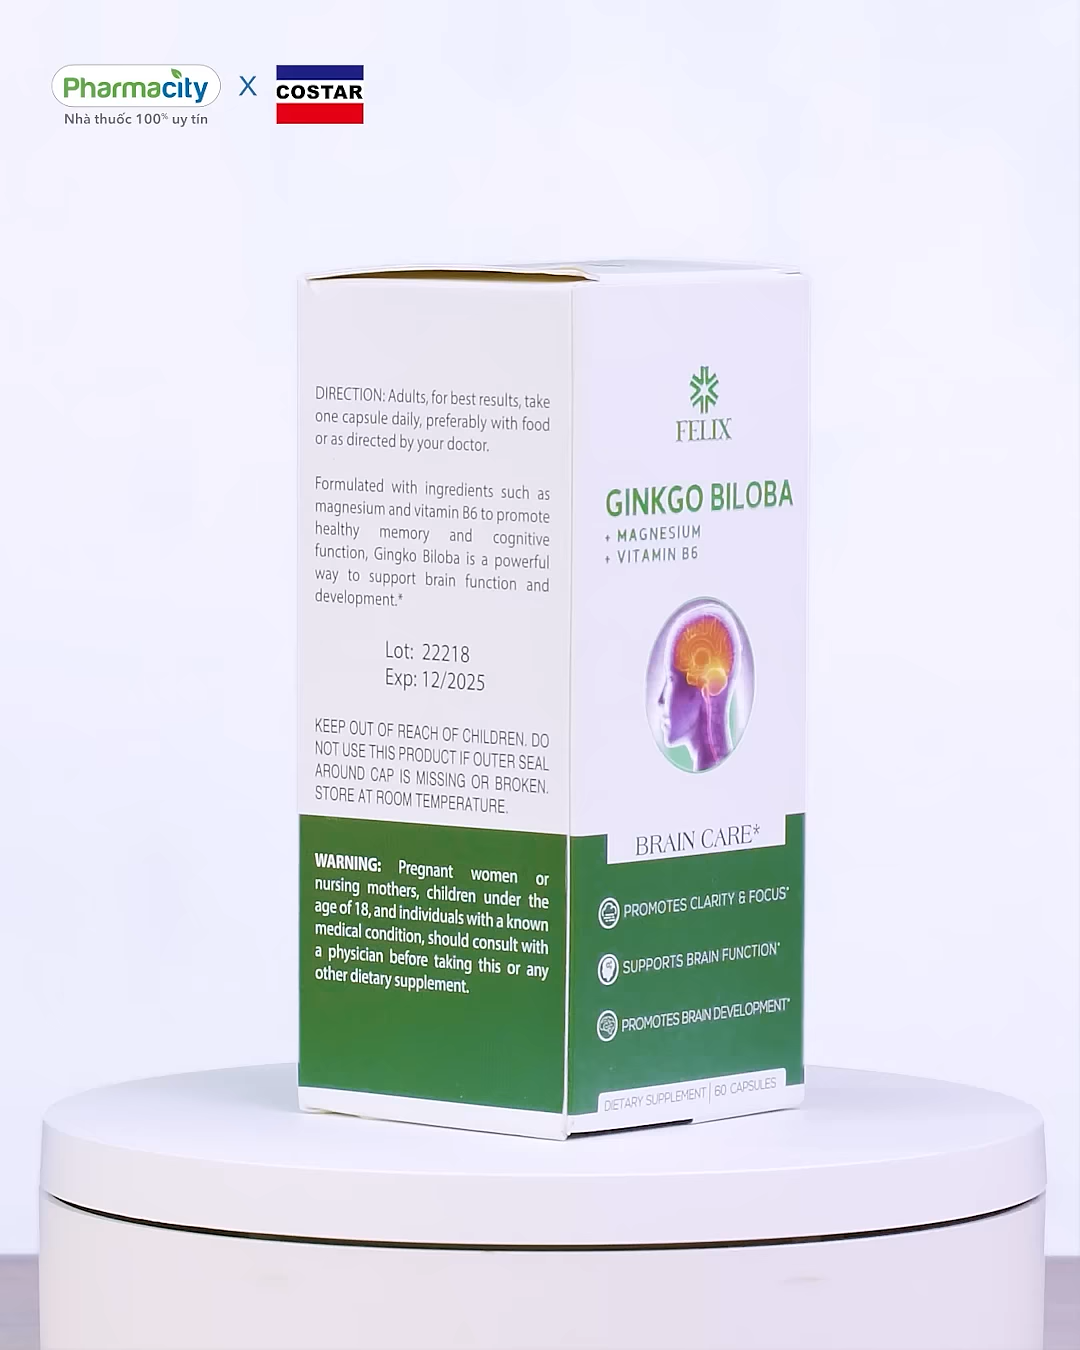 Pharmacity X COSTAR
Nhà thuốc 100% uy tín
DIRECTION: Adults, for best results, take
one capsule daily, preferably with food
or as directed by your doctor.
Formulated with ingredients such as
magnesium and vitamin B6 to promote
healthy memory and cognitive
function, Gingko Biloba is a powerful
way to support brain function and
development.*
Lot: 22218
Exp: 12/2025
KEEP OUT OF REACH OF CHILDREN. DO
NOT USE THIS PRODUCT IF OUTER SEAL
AROUND CAP IS MISSING OR BROKEN.
STORE AT ROOM TEMPERATURE.
WARNING: Pregnant women or
nursing mothers, children under the
age of 18, and individuals with a known
medical condition, should consult with
a physician before taking this or any
other dietary supplement.
FELIX
GINKGO BILOBA
+ MAGNESIUM
+ VITAMIN B6
BRAIN CARE*
PROMOTES CLARITY & FOCUS*
SUPPORTS BRAIN FUNCTION*
PROMOTES BRAIN DEVELOPMENT*
DIETARY SUPPLEMENT | 60 CAPSULES